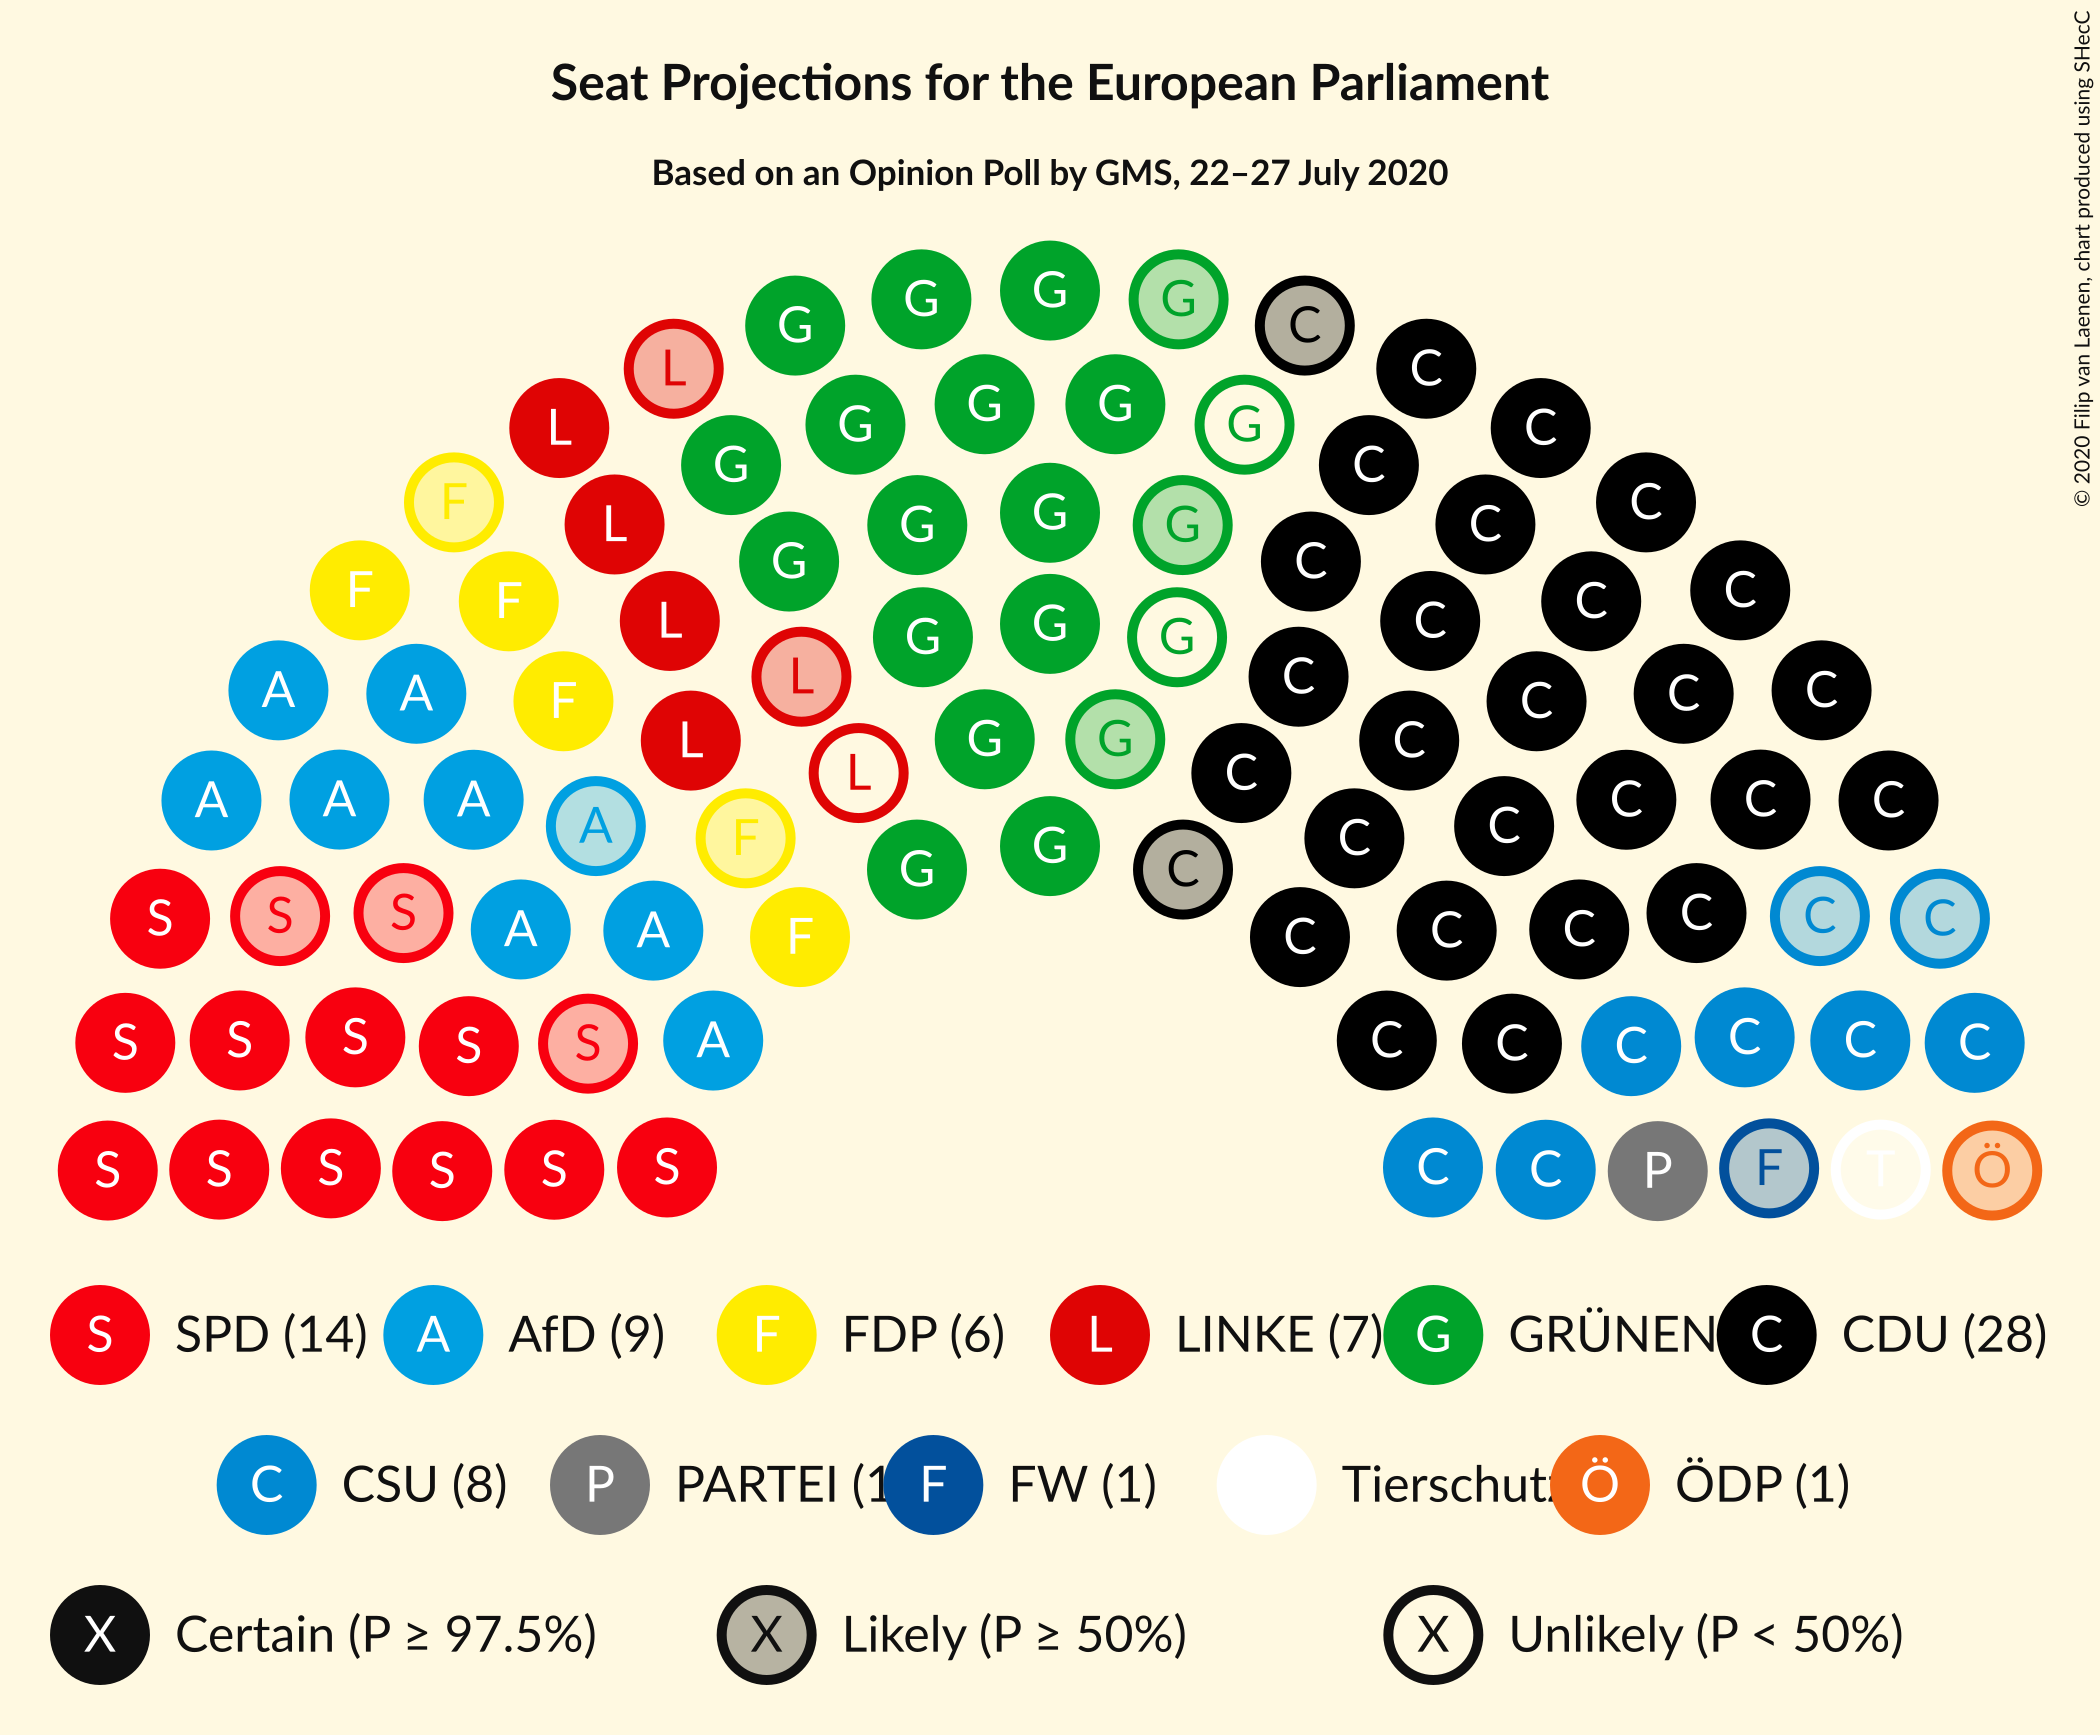 Seat Projections for the European Parliament
Based on an Opinion Poll by GMS, 22–27 July 2020
© 2020 Filip van Laenen, chart produced using SHecC
G G G G C
L G G G G G C C
L G G G G C C C
F L G G G G C C C
F F L L G G C C C C
A A F L L G G C C C C C
A A A A F G G C C C C C C C
S S S A A F C C C C C C
S S S S S A C C C C C C
S S S S S S C C P F T Ö
S SPD (14) A AfD (9) F FDP (6) L LINKE (7) G GRÜNEN C CDU (28)
C CSU (8) P PARTEI (1 F FW (1) Tierschutz Ö ÖDP (1)
X Certain (P ≥ 97.5%) X Likely (P ≥ 50%) X Unlikely (P < 50%)